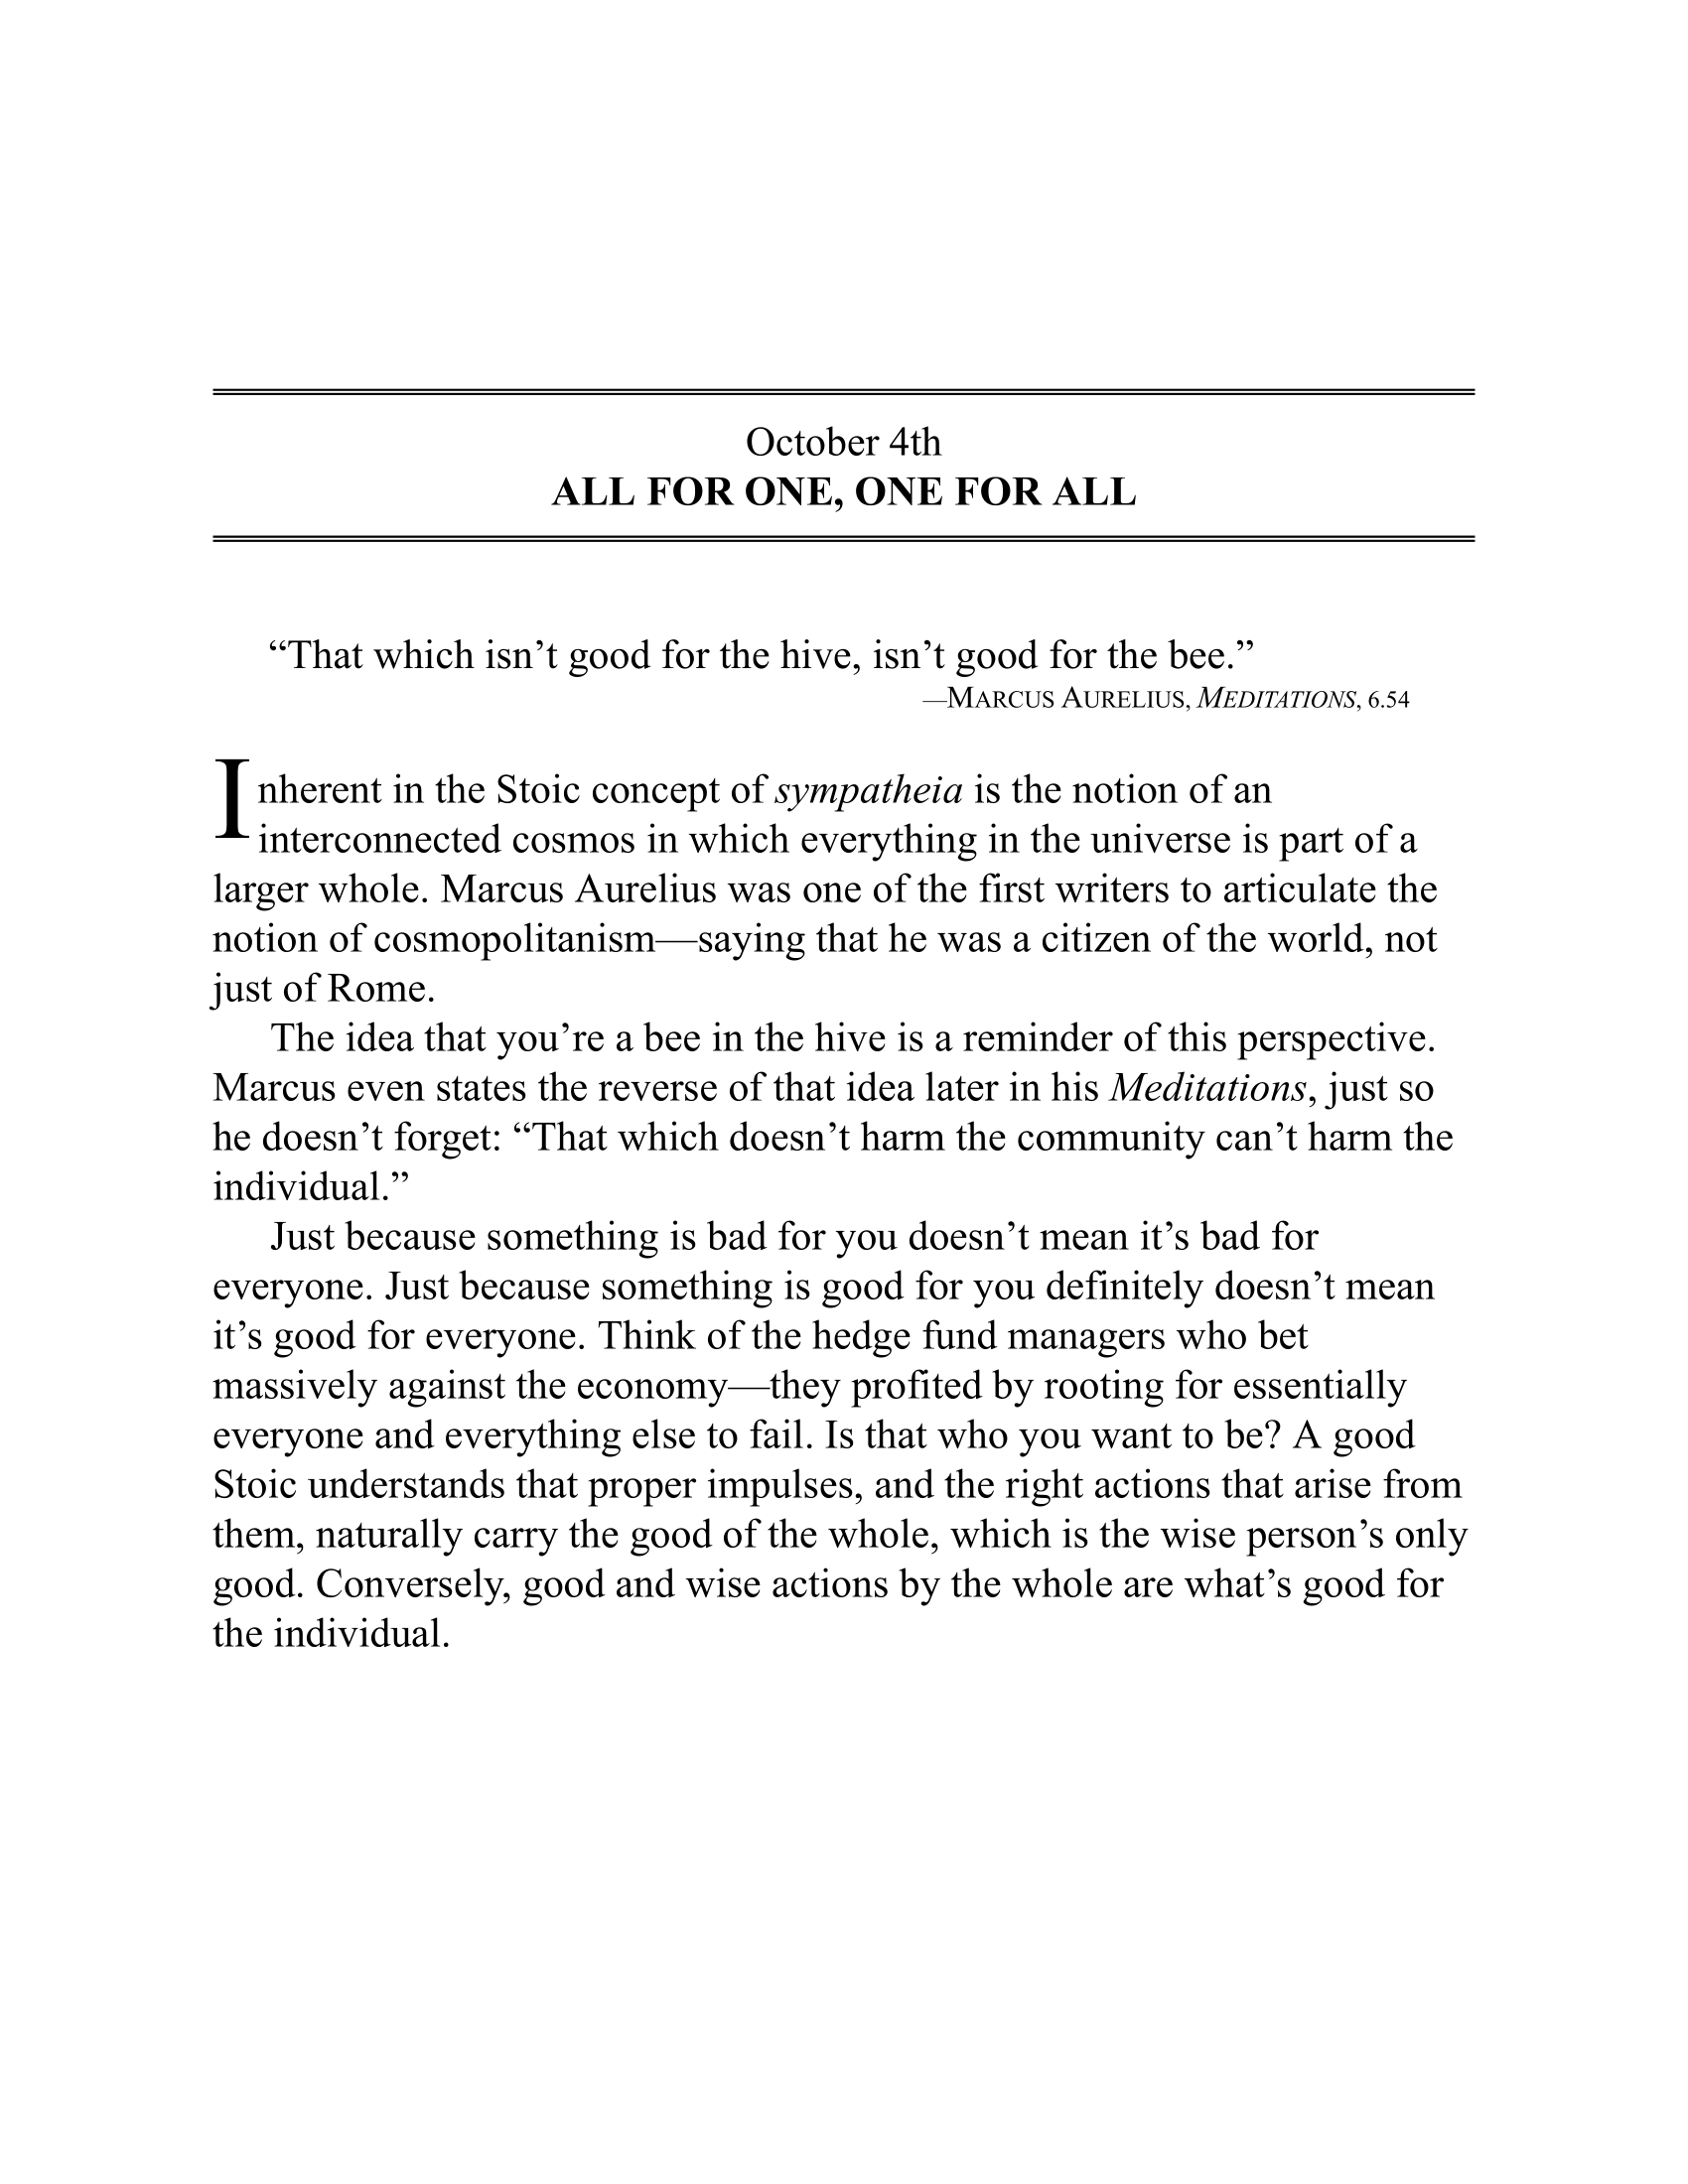 October 4th
ALL FOR ONE, ONE FOR ALL
“That which isn’t good for the hive, isn’t good for the bee.”
—MARCUS AURELIUS, MEDITATIONS, 6.54
Inherent in the Stoic concept of sympatheia is the notion of an
interconnected cosmos in which everything in the universe is part of a
larger whole. Marcus Aurelius was one of the first writers to articulate the
notion of cosmopolitanism—saying that he was a citizen of the world, not
just of Rome.
The idea that you’re a bee in the hive is a reminder of this perspective.
Marcus even states the reverse of that idea later in his Meditations, just so
he doesn’t forget: “That which doesn’t harm the community can’t harm the
individual.”
Just because something is bad for you doesn’t mean it’s bad for
everyone. Just because something is good for you definitely doesn’t mean
it’s good for everyone. Think of the hedge fund managers who bet
massively against the economy—they profited by rooting for essentially
everyone and everything else to fail. Is that who you want to be? A good
Stoic understands that proper impulses, and the right actions that arise from
them, naturally carry the good of the whole, which is the wise person’s only
good. Conversely, good and wise actions by the whole are what’s good for
the individual.